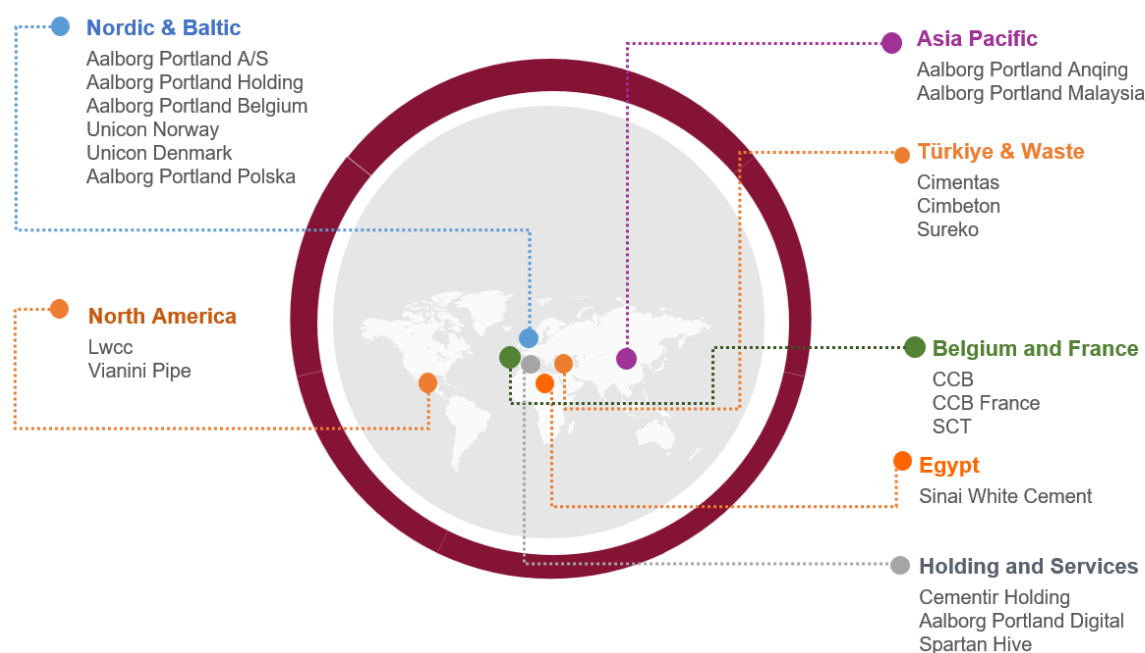 Nordic & Baltic
Aalborg Portland A/S
Aalborg Portland Holding
Aalborg Portland Belgium
Unicon Norway
Unicon Denmark
Aalborg Portland Polska
North America
Lwcc
Vianini Pipe
Asia Pacific
Aalborg Portland Anqing
Aalborg Portland Malaysia
Türkiye & Waste
Cimentas
Cimbeton
Sureko
Belgium and France
CCB
CCB France
SCT
Egypt
Sinai White Cement
Holding and Services
Cementir Holding
Aalborg Portland Digital
Spartan Hive